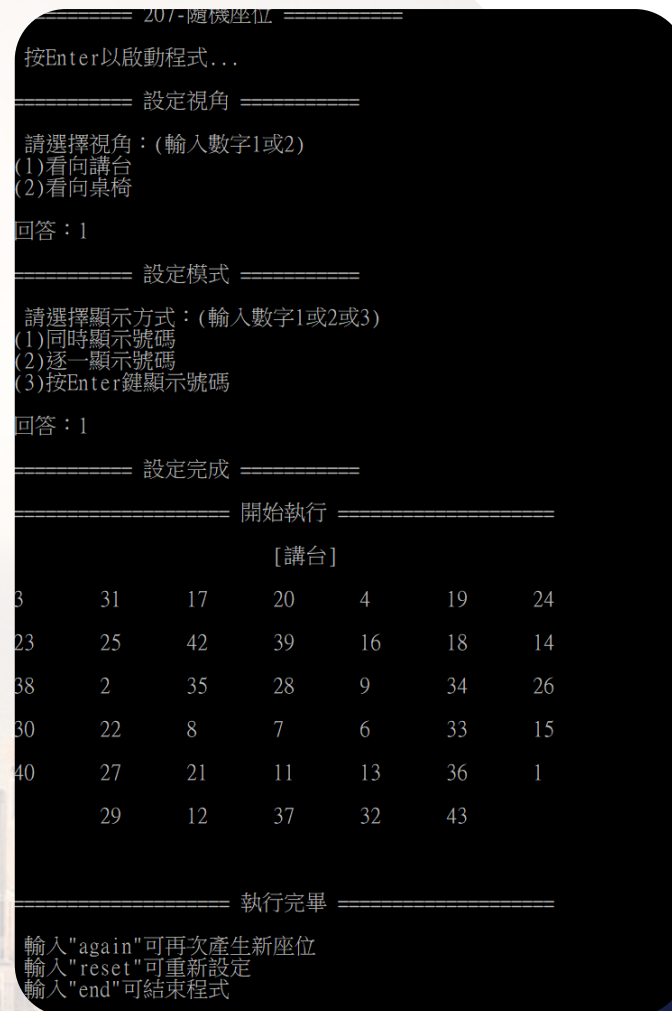 =========== 207-隨機座位 ===========
按Enter以啟動程式...
=========== 設定視角 ===========
請選擇視角：(輸入數字1或2)
(1)看向講台
(2)看向桌椅
回答：1
=========== 設定模式 ===========
請選擇顯示方式：(輸入數字1或2或3)
(1)同時顯示號碼
(2)逐一顯示號碼
(3)按Enter鍵顯示號碼
回答：1
=========== 設定完成 ===========
==================== 開始執行 ====================
[講台]
3 31 17 20 4 19 24
23 25 42 39 16 18 14
38 2 35 28 9 34 26
30 22 8 7 6 33 15
40 27 21 11 13 36 1
29 12 37 32 43
==================== 執行完畢 ====================
輸入"again"可再次產生新座位
輸入"reset"可重新設定
輸入"end"可結束程式